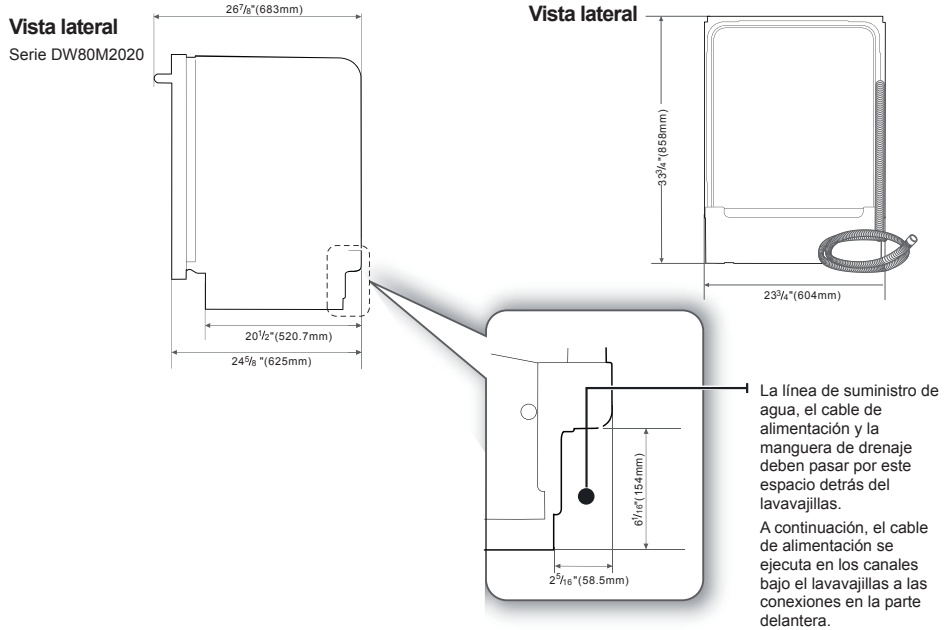 Vista lateral
Serie DW80M2020
26⁷/₈"(683mm)
20¹/₂"(520.7mm)
24⁵/₈ "(625mm)
Vista lateral
33³/₄"(858mm)
23³/₄"(604mm)
6¹/₁₆"(154mm)
2⁵/₁₆"(58.5mm)
La línea de suministro de
agua, el cable de
alimentación y la
manguera de drenaje
deben pasar por este
espacio detrás del
lavavajillas.
A continuación, el cable
de alimentación se
ejecuta en los canales
bajo el lavavajillas a las
conexiones en la parte
delantera.